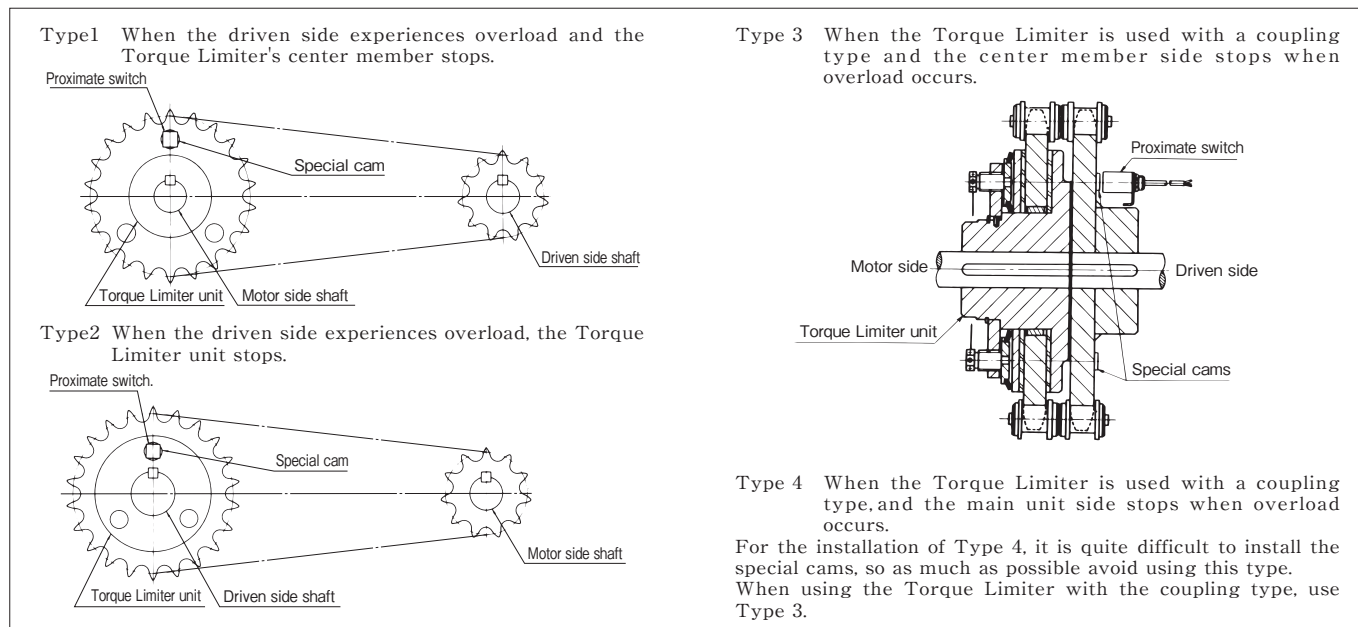 Type1 When the driven side experiences overload and the
Torque Limiter's center member stops.
Proximate switch
Special cam
Driven side shaft
Torque Limiter unit
Motor side shaft
Type2 When the driven side experiences overload, the Torque
Limiter unit stops.
Proximate switch.
Special cam
Motor side shaft
Torque Limiter unit
Driven side shaft
Type 3 When the Torque Limiter is used with a coupling
type and the center member side stops when
overload occurs.
Proximate switch
Motor side
Driven side
Torque Limiter unit
Special cams
Type 4 When the Torque Limiter is used with a coupling
type, and the main unit side stops when overload
occurs.
For the installation of Type 4, it is quite difficult to install the
special cams, so as much as possible avoid using this type.
When using the Torque Limiter with the coupling type, use
Type 3.